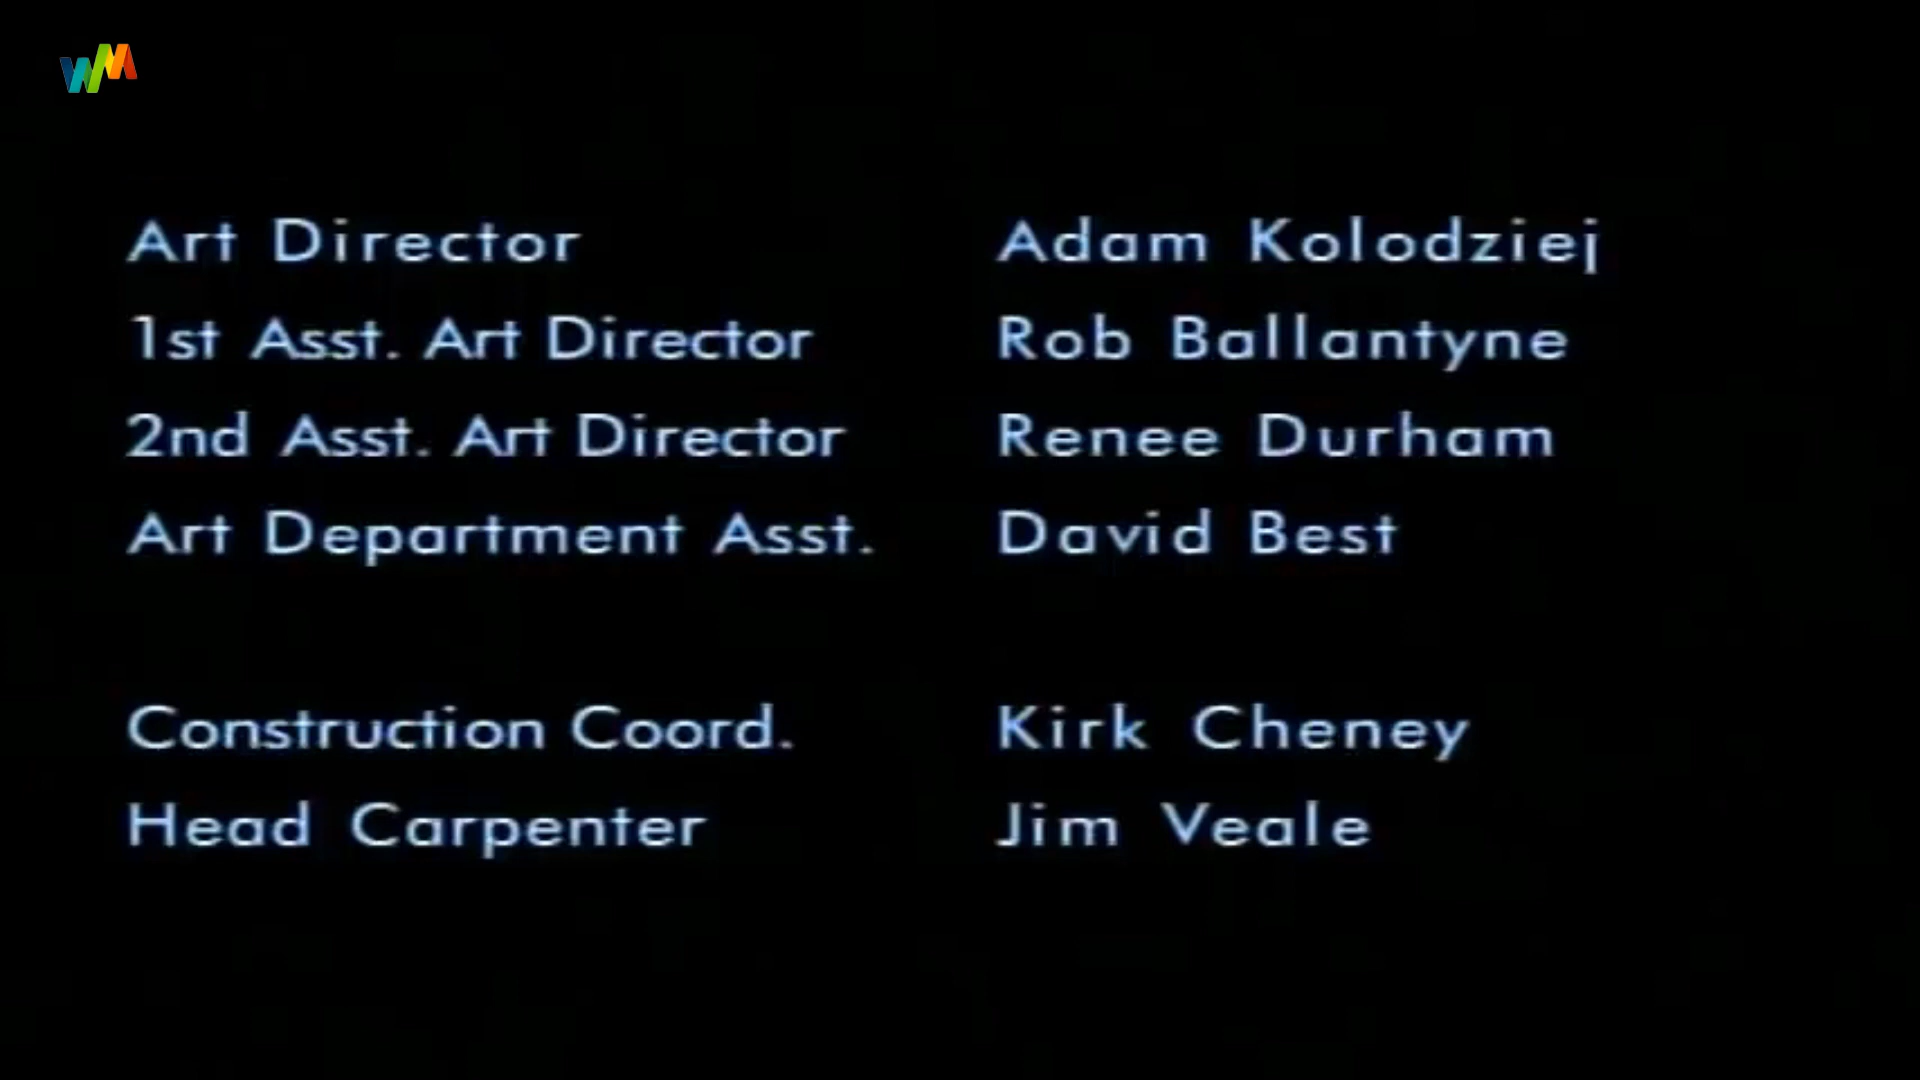 WM
Art Director Adam Kolodziej
1st Asst. Art Director Rob Ballantyne
2nd Asst. Art Director Renee Durham
Art Department Asst. David Best
Construction Coord. Kirk Cheney
Head Carpenter Jim Veale